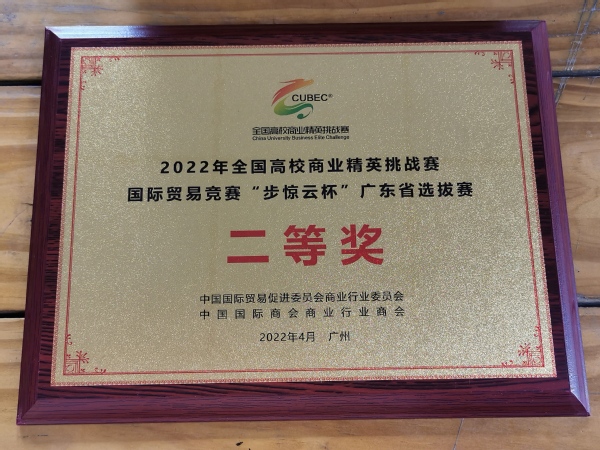 CUBEC®
全国高校商业精英挑战赛
China University Business Elite Challenge
2022年全国高校商业精英挑战赛
国际贸易竞赛“步惊云杯”广东省选拔赛
二等奖
中国国际贸易促进委员会商业行业委员会
中国国际商会商业行业商会
2022年4月 广州